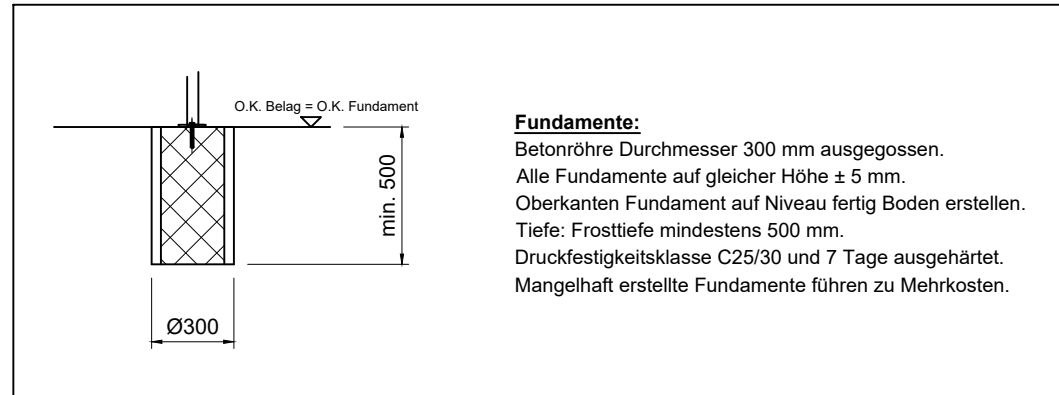 O.K. Belag = O.K. Fundament
min. 500
Ø300
Fundamente:
Betonröhre Durchmesser 300 mm ausgegossen.
Alle Fundamente auf gleicher Höhe ± 5 mm.
Oberkanten Fundament auf Niveau fertig Boden erstellen.
Tiefe: Frosttiefe mindestens 500 mm.
Druckfestigkeitsklasse C25/30 und 7 Tage ausgehärtet.
Mangelhaft erstellte Fundamente führen zu Mehrkosten.